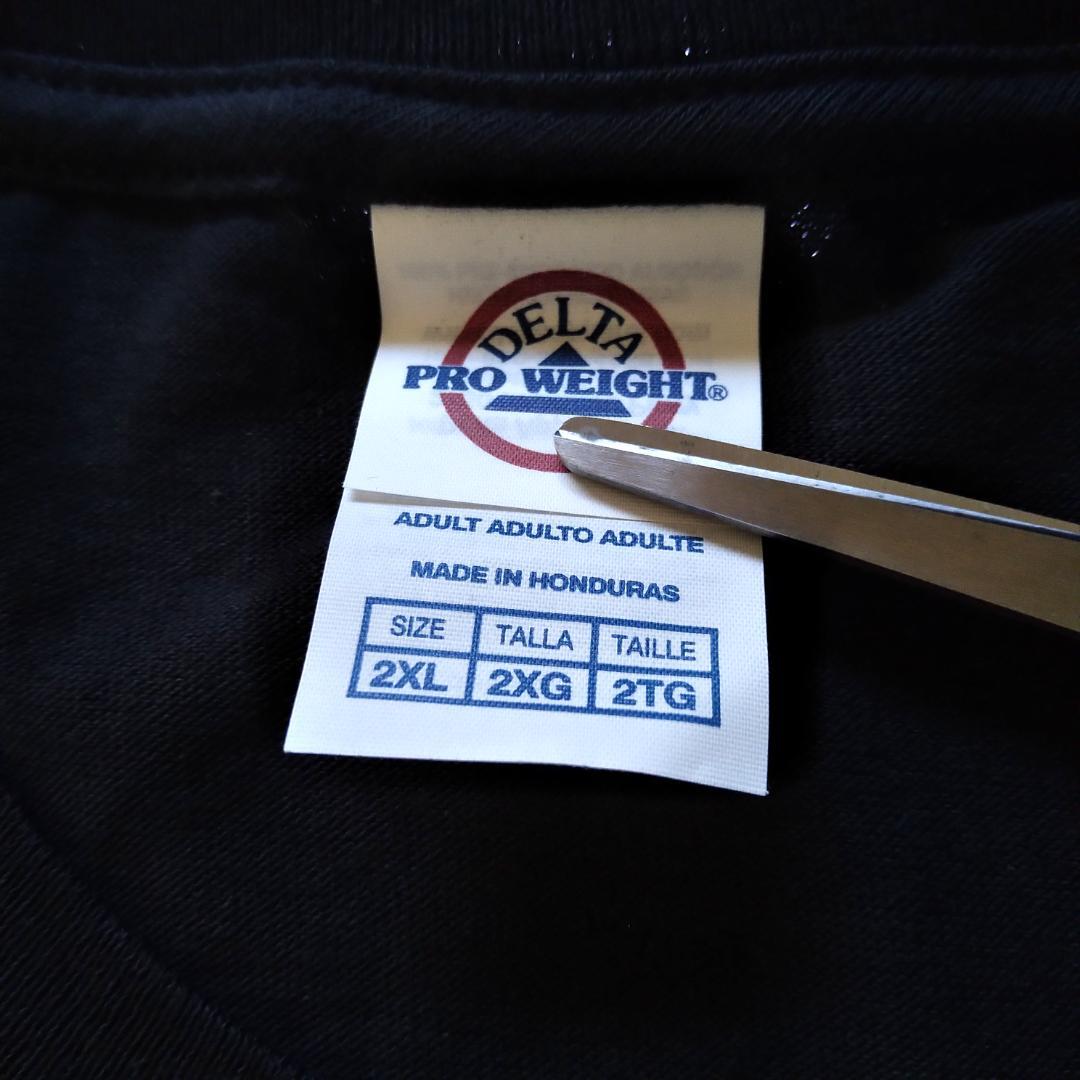 DELTA
PRO WEIGHT®
ADULT ADULTO ADULTE
MADE IN HONDURAS
SIZE TALLA TAILLE
2XL 2XG 2TG